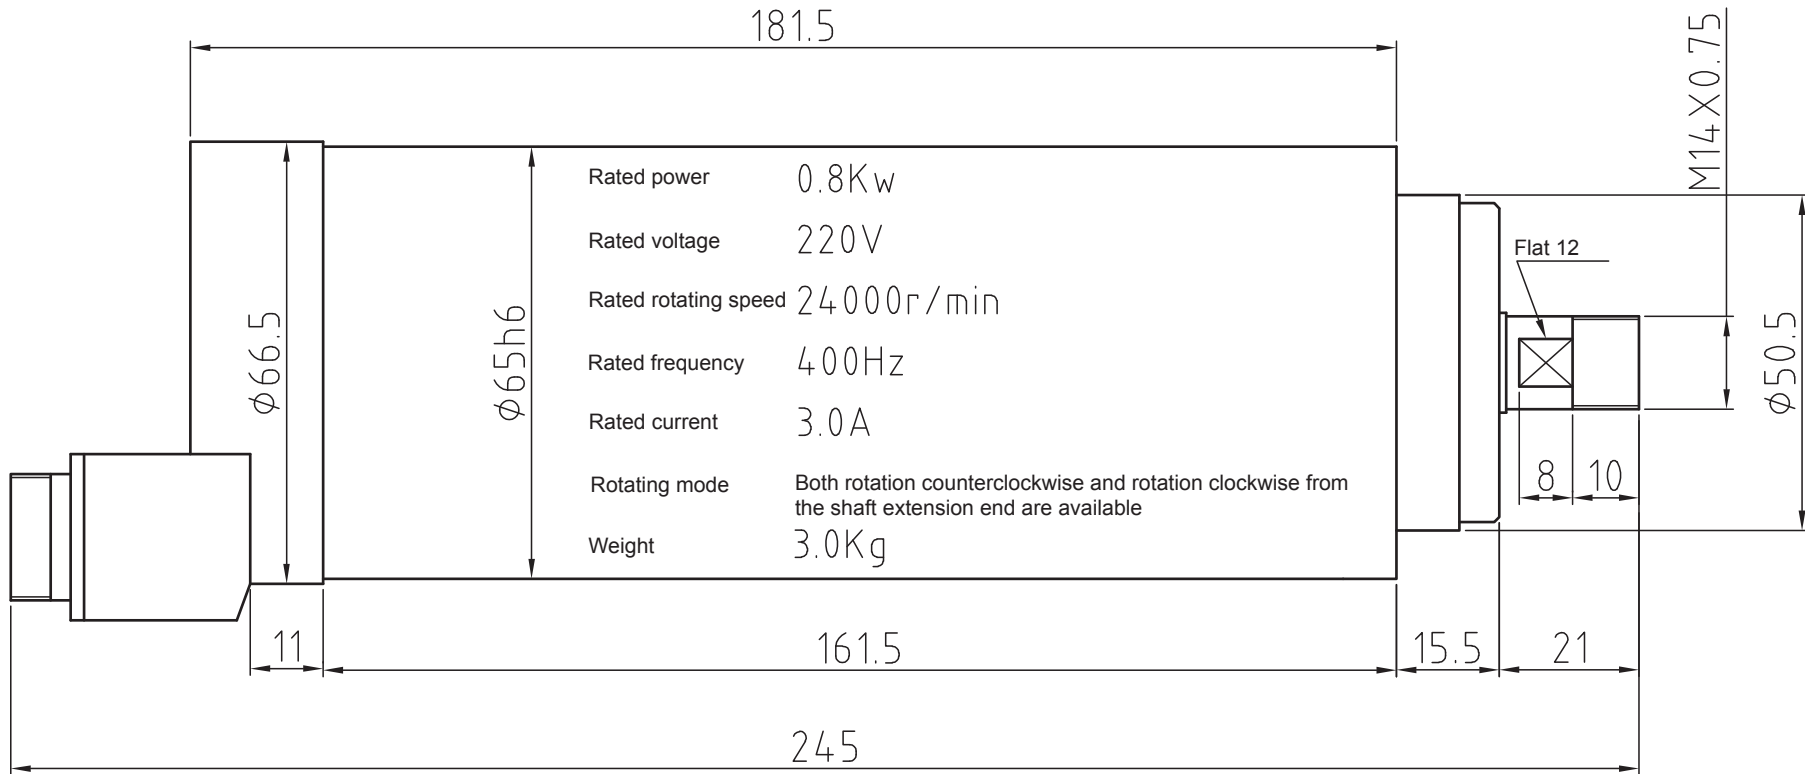 181.5
M14X0.75
Rated power 0.8Kw
Rated voltage 220V
Flat 12
Rated rotating speed 24000r/min
ϕ66.5
ϕ65h6
ϕ50.5
Rated frequency 400Hz
Rated current 3.0A
8 10
Rotating mode Both rotation counterclockwise and rotation clockwise from
the shaft extension end are available
Weight 3.0Kg
11 161.5 15.5 21
245